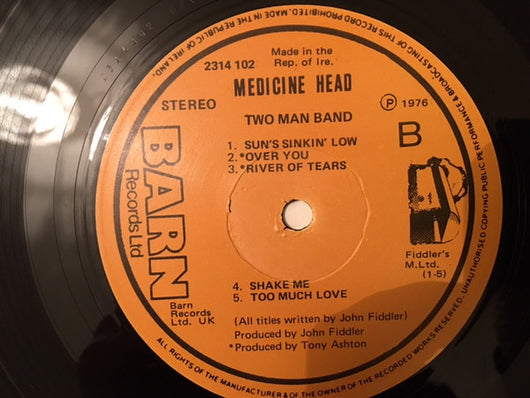 Made in the
Rep. of Ire.
2314 102
MEDICINE HEAD
STEREO
℗ 1976
TWO MAN BAND
B
1. SUN'S SINKIN' LOW
2.*OVER YOU
3.*RIVER OF TEARS
BARN
Records Ltd
Fiddler's
M.Ltd.
(1-5)
4. SHAKE ME
5. TOO MUCH LOVE
Barn
Records
Ltd. UK
(All titles written by John Fiddler)
Produced by John Fiddler
*Produced by Tony Ashton
ALL RIGHTS OF THE MANUFACTURER & OF THE OWNER OF THE RECORDED WORKS RESERVED. UNAUTHORISED COPYING PUBLIC PERFORMANCE & BROADCASTING OF THIS RECORD PROHIBITED. MADE IN THE REPUBLIC OF IRELAND.